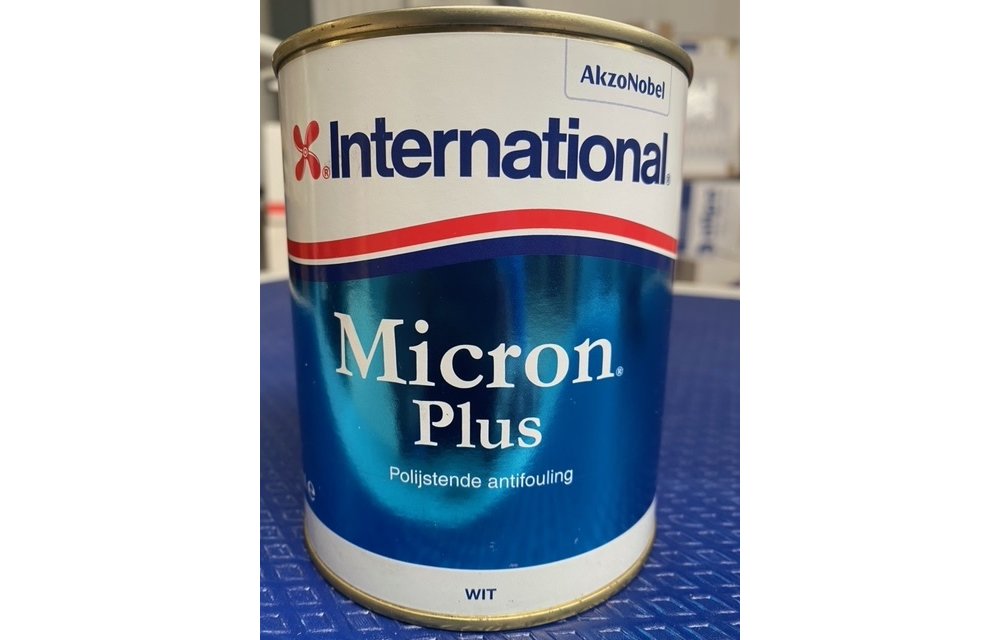 AkzoNobel
International
Micron®
Plus
Polijstende antifouling
e
WIT